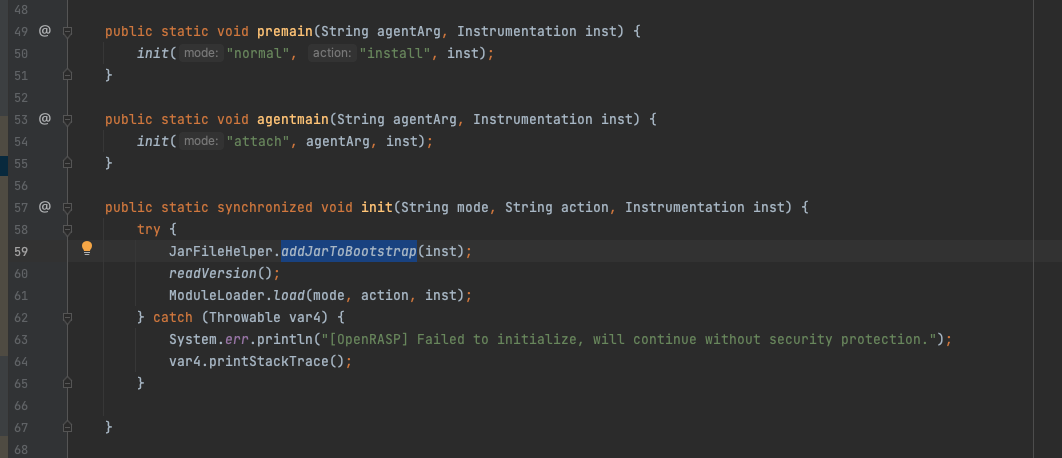 48
49 @ public static void premain(String agentArg, Instrumentation inst) {
50 init( mode: "normal", action: "install", inst);
51 }
52
53 @ public static void agentmain(String agentArg, Instrumentation inst) {
54 init( mode: "attach", agentArg, inst);
55 }
56
57 @ public static synchronized void init(String mode, String action, Instrumentation inst) {
58 try {
59 JarFileHelper.addJarToBootstrap(inst);
60 readVersion();
61 ModuleLoader.load(mode, action, inst);
62 } catch (Throwable var4) {
63 System.err.println("[OpenRASP] Failed to initialize, will continue without security protection.");
64 var4.printStackTrace();
65 }
66
67 }
68